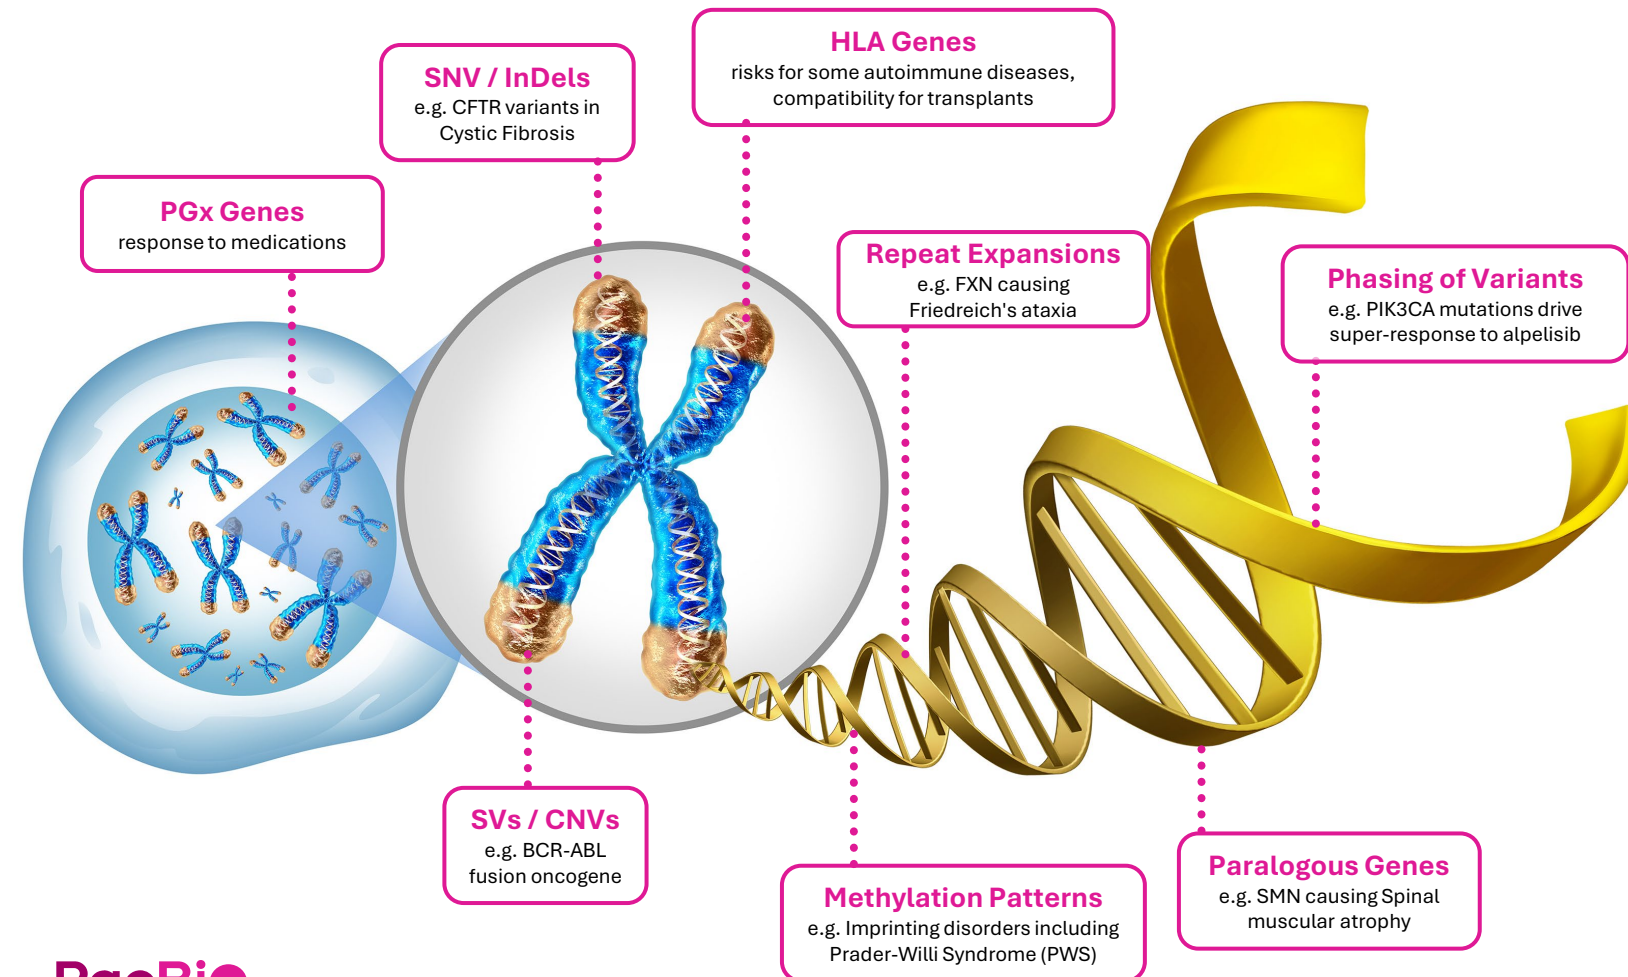 HLA Genes
risks for some autoimmune diseases,
compatibility for transplants
SNV / InDels
e.g. CFTR variants in
Cystic Fibrosis
PGx Genes
response to medications
Repeat Expansions
e.g. FXN causing
Friedreich's ataxia
Phasing of Variants
e.g. PIK3CA mutations drive
super-response to alpelisib
SVs / CNVs
e.g. BCR-ABL
fusion oncogene
Methylation Patterns
e.g. Imprinting disorders including
Prader-Willi Syndrome (PWS)
Paralogous Genes
e.g. SMN causing Spinal
muscular atrophy
PacBio